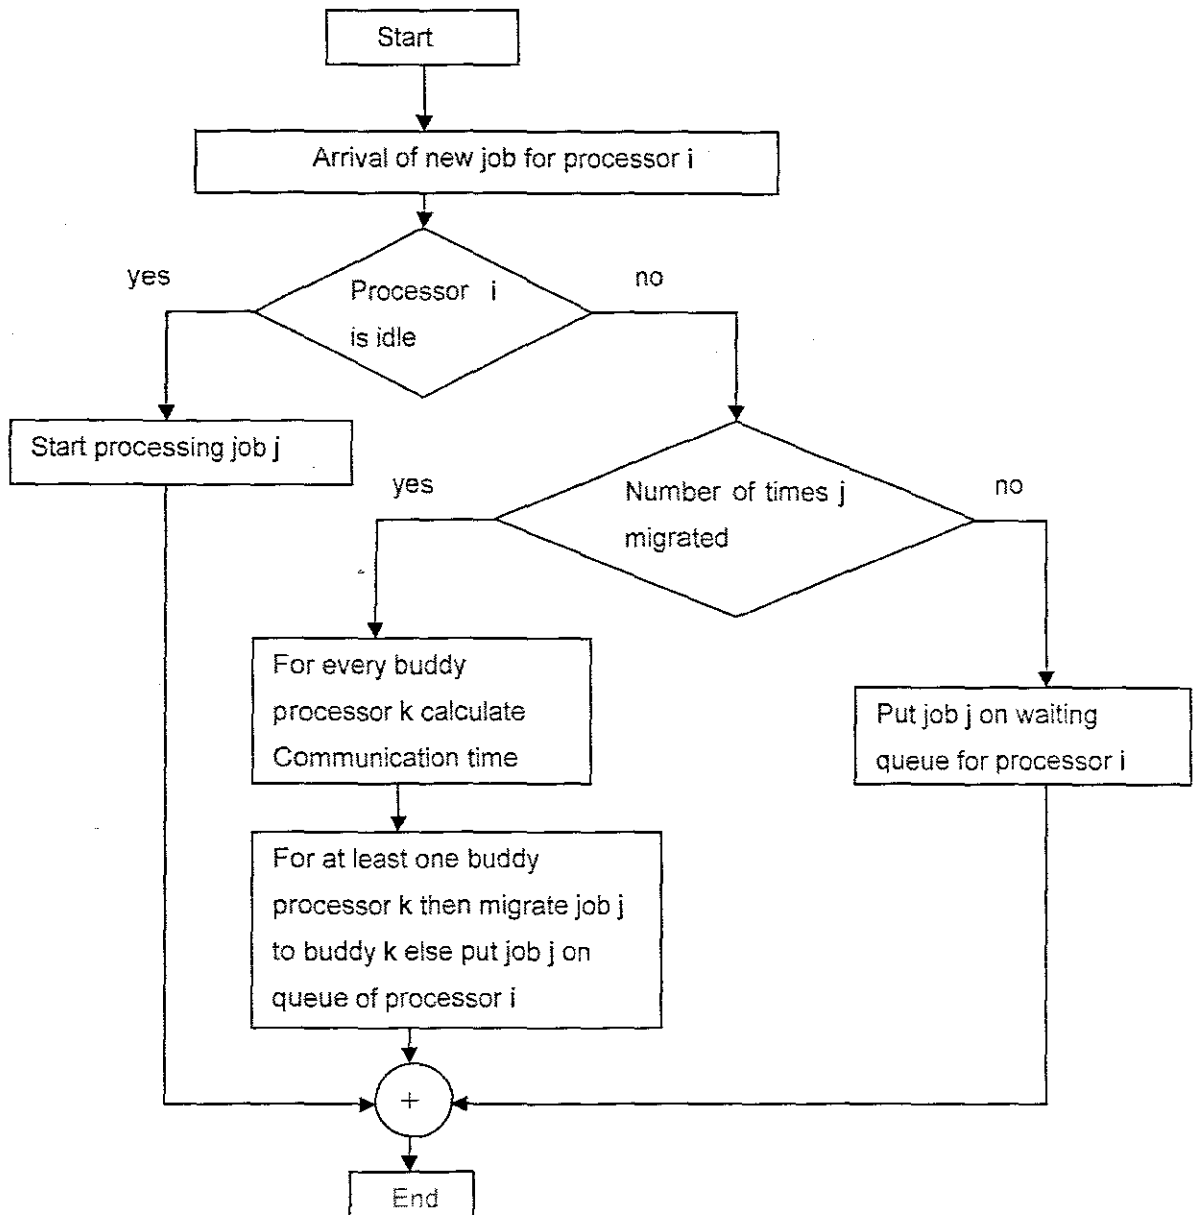 Start
Arrival of new job for processor i
yes
no
Processor i
is idle
Start processing job j
yes
no
Number of times j
migrated
For every buddy
processor k calculate
Communication time
Put job j on waiting
queue for processor i
For at least one buddy
processor k then migrate job j
to buddy k else put job j on
queue of processor i
+
End